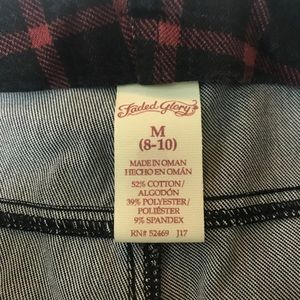 Faded Glory
M
(8-10)
MADE IN OMAN
HECHO EN OMÁN
52% COTTON/
ALGODÓN
39% POLYESTER/
POLIÉSTER
9% SPANDEX
RN# 52469 J17